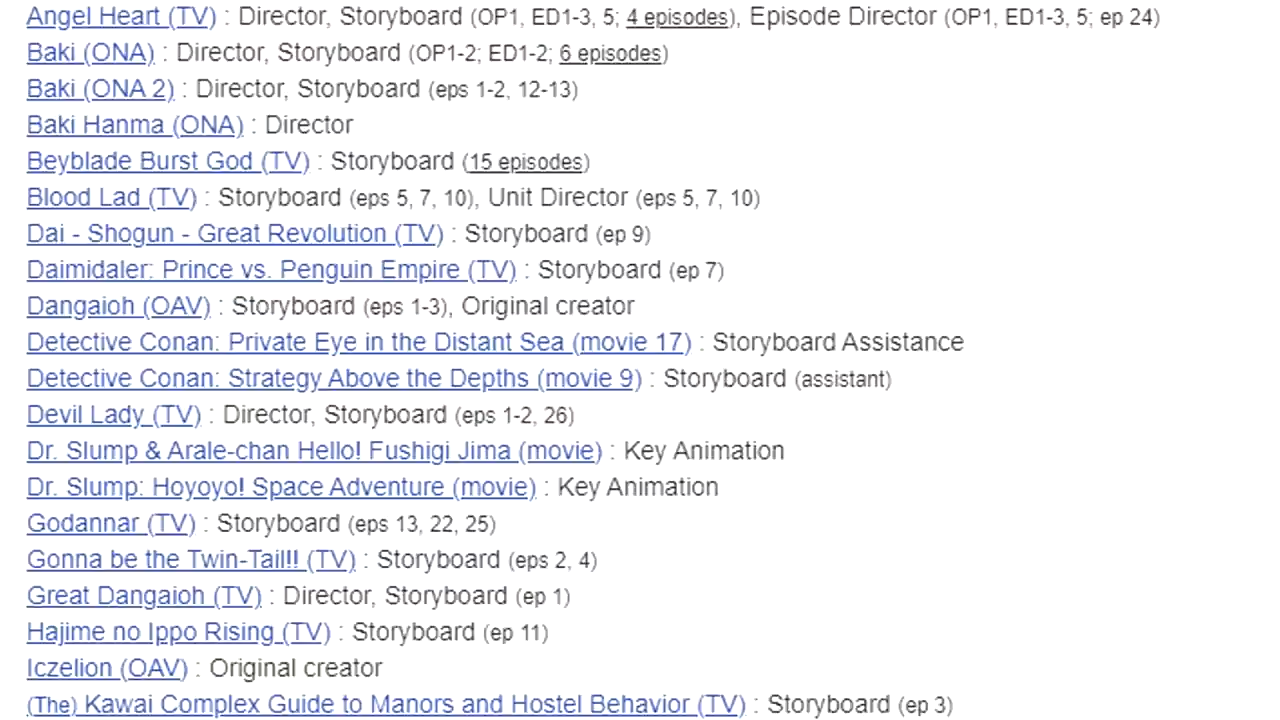 Angel Heart (TV) : Director, Storyboard (OP1, ED1-3, 5; 4 episodes), Episode Director (OP1, ED1-3, 5; ep 24)
Baki (ONA) : Director, Storyboard (OP1-2; ED1-2; 6 episodes)
Baki (ONA 2) : Director, Storyboard (eps 1-2, 12-13)
Baki Hanma (ONA) : Director
Beyblade Burst God (TV) : Storyboard (15 episodes)
Blood Lad (TV) : Storyboard (eps 5, 7, 10), Unit Director (eps 5, 7, 10)
Dai - Shogun - Great Revolution (TV) : Storyboard (ep 9)
Daimidaler: Prince vs. Penguin Empire (TV) : Storyboard (ep 7)
Dangaioh (OAV) : Storyboard (eps 1-3), Original creator
Detective Conan: Private Eye in the Distant Sea (movie 17) : Storyboard Assistance
Detective Conan: Strategy Above the Depths (movie 9) : Storyboard (assistant)
Devil Lady (TV) : Director, Storyboard (eps 1-2, 26)
Dr. Slump & Arale-chan Hello! Fushigi Jima (movie) : Key Animation
Dr. Slump: Hoyoyo! Space Adventure (movie) : Key Animation
Godannar (TV) : Storyboard (eps 13, 22, 25)
Gonna be the Twin-Tail!! (TV) : Storyboard (eps 2, 4)
Great Dangaioh (TV) : Director, Storyboard (ep 1)
Hajime no Ippo Rising (TV) : Storyboard (ep 11)
Iczelion (OAV) : Original creator
(The) Kawai Complex Guide to Manors and Hostel Behavior (TV) : Storyboard (ep 3)